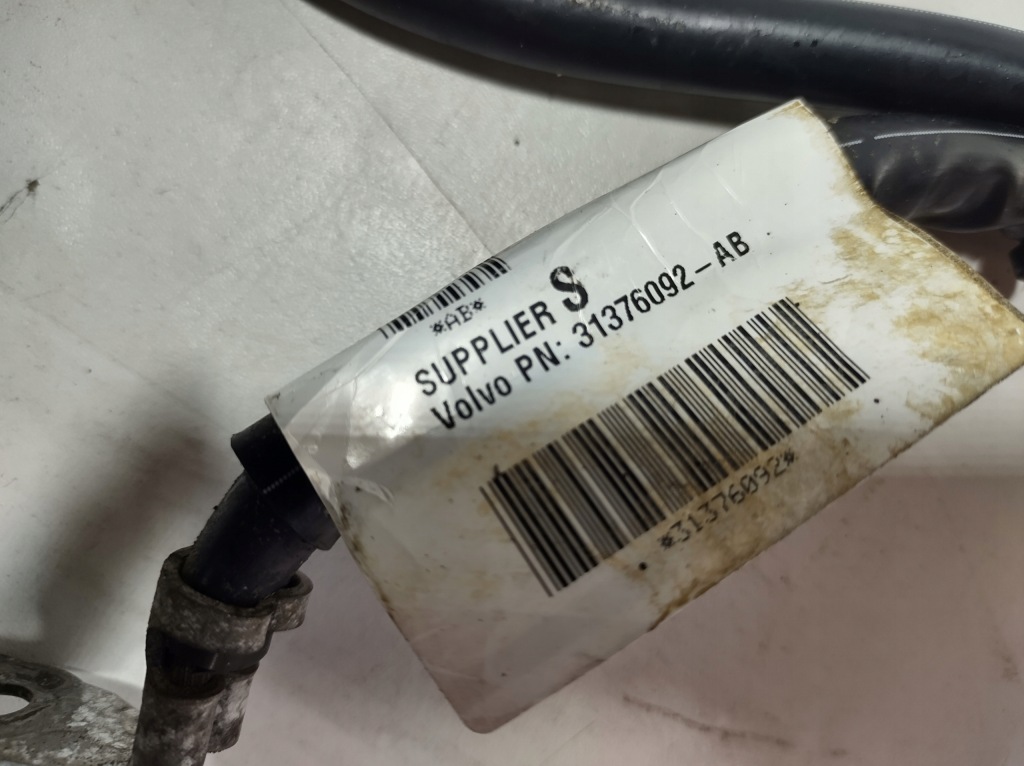 *AB*
SUPPLIER S
Volvo PN: 31376092-AB
*31376092*